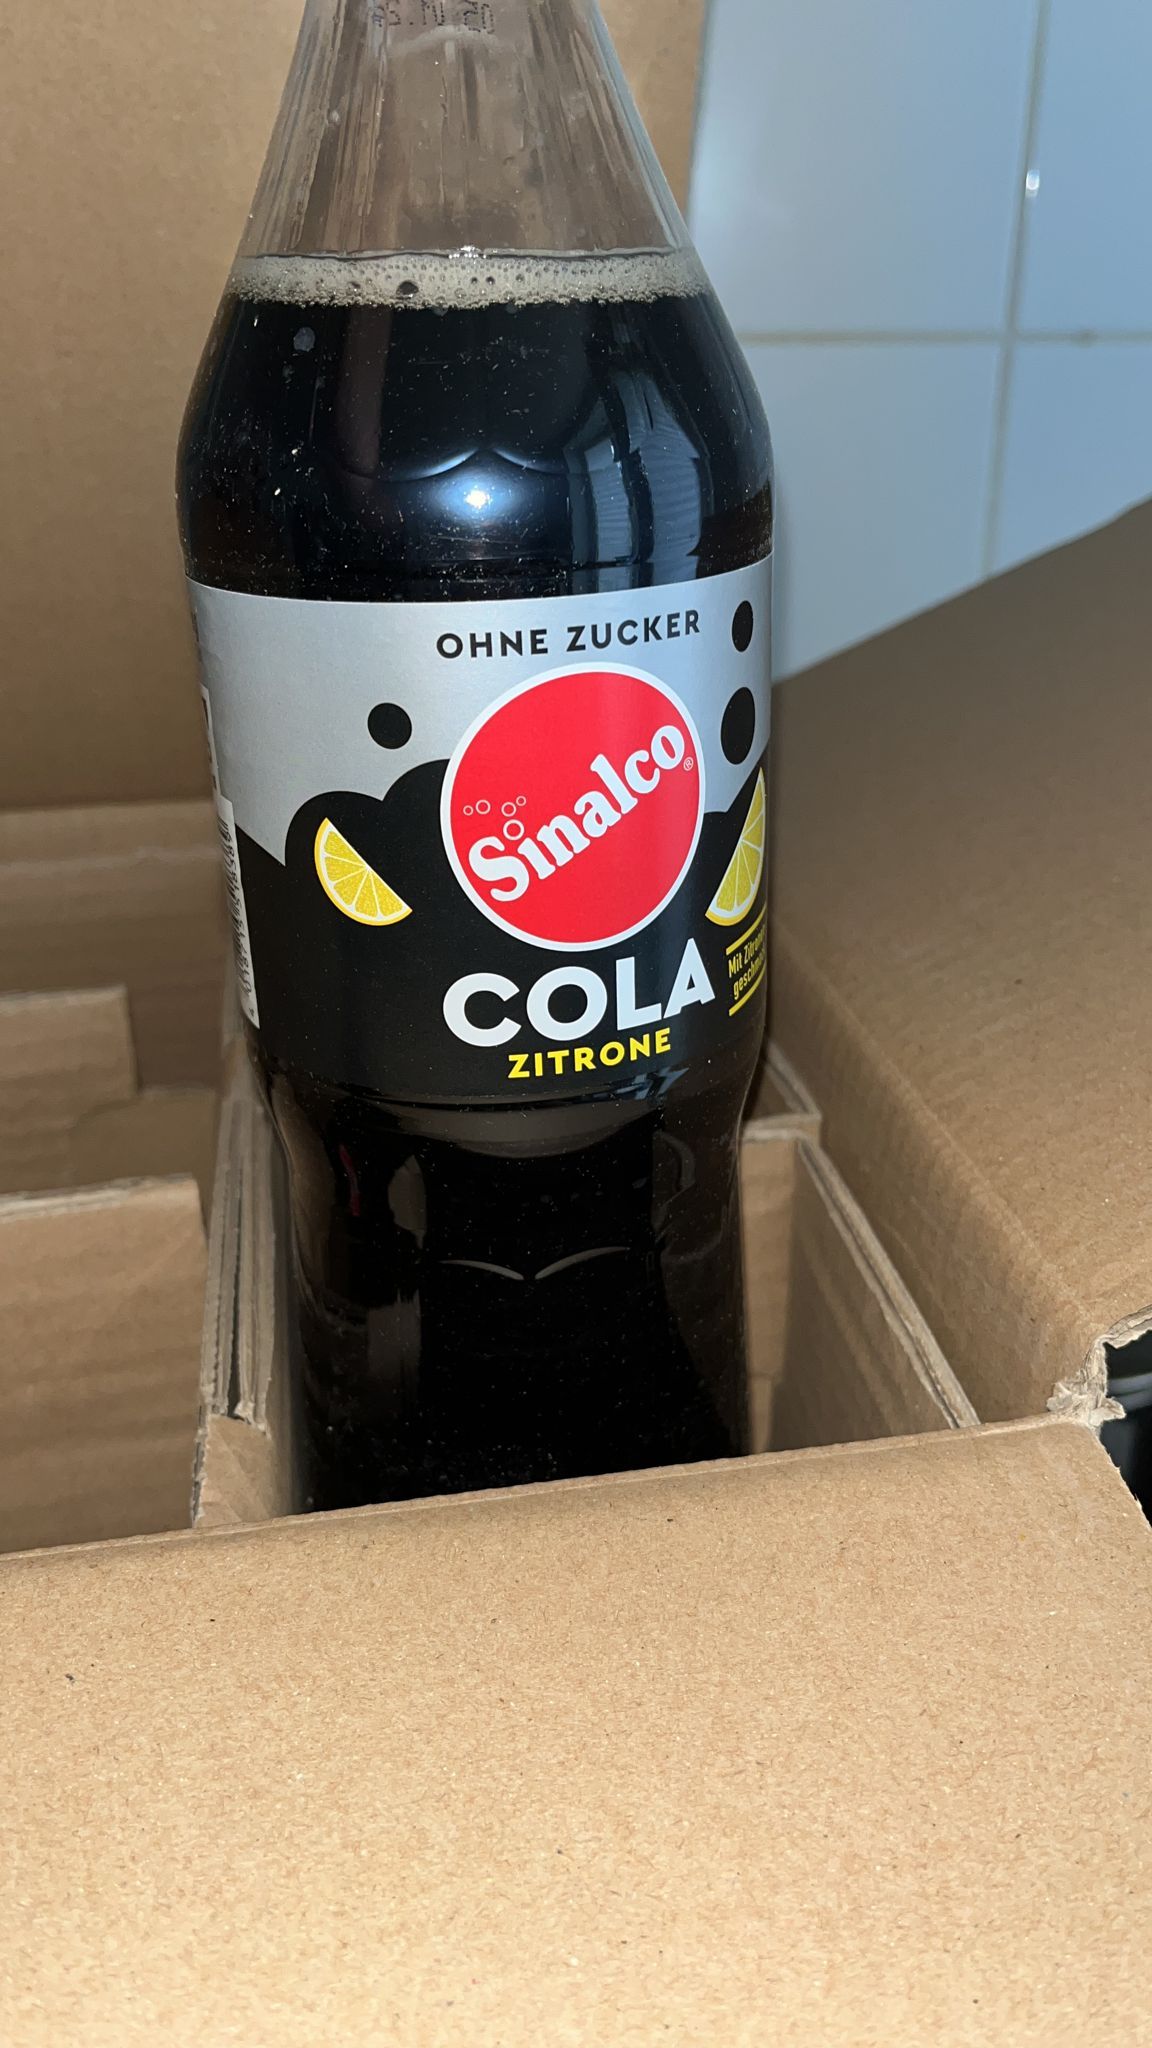 OHNE ZUCKER
Sinalco®
COLA
ZITRONE